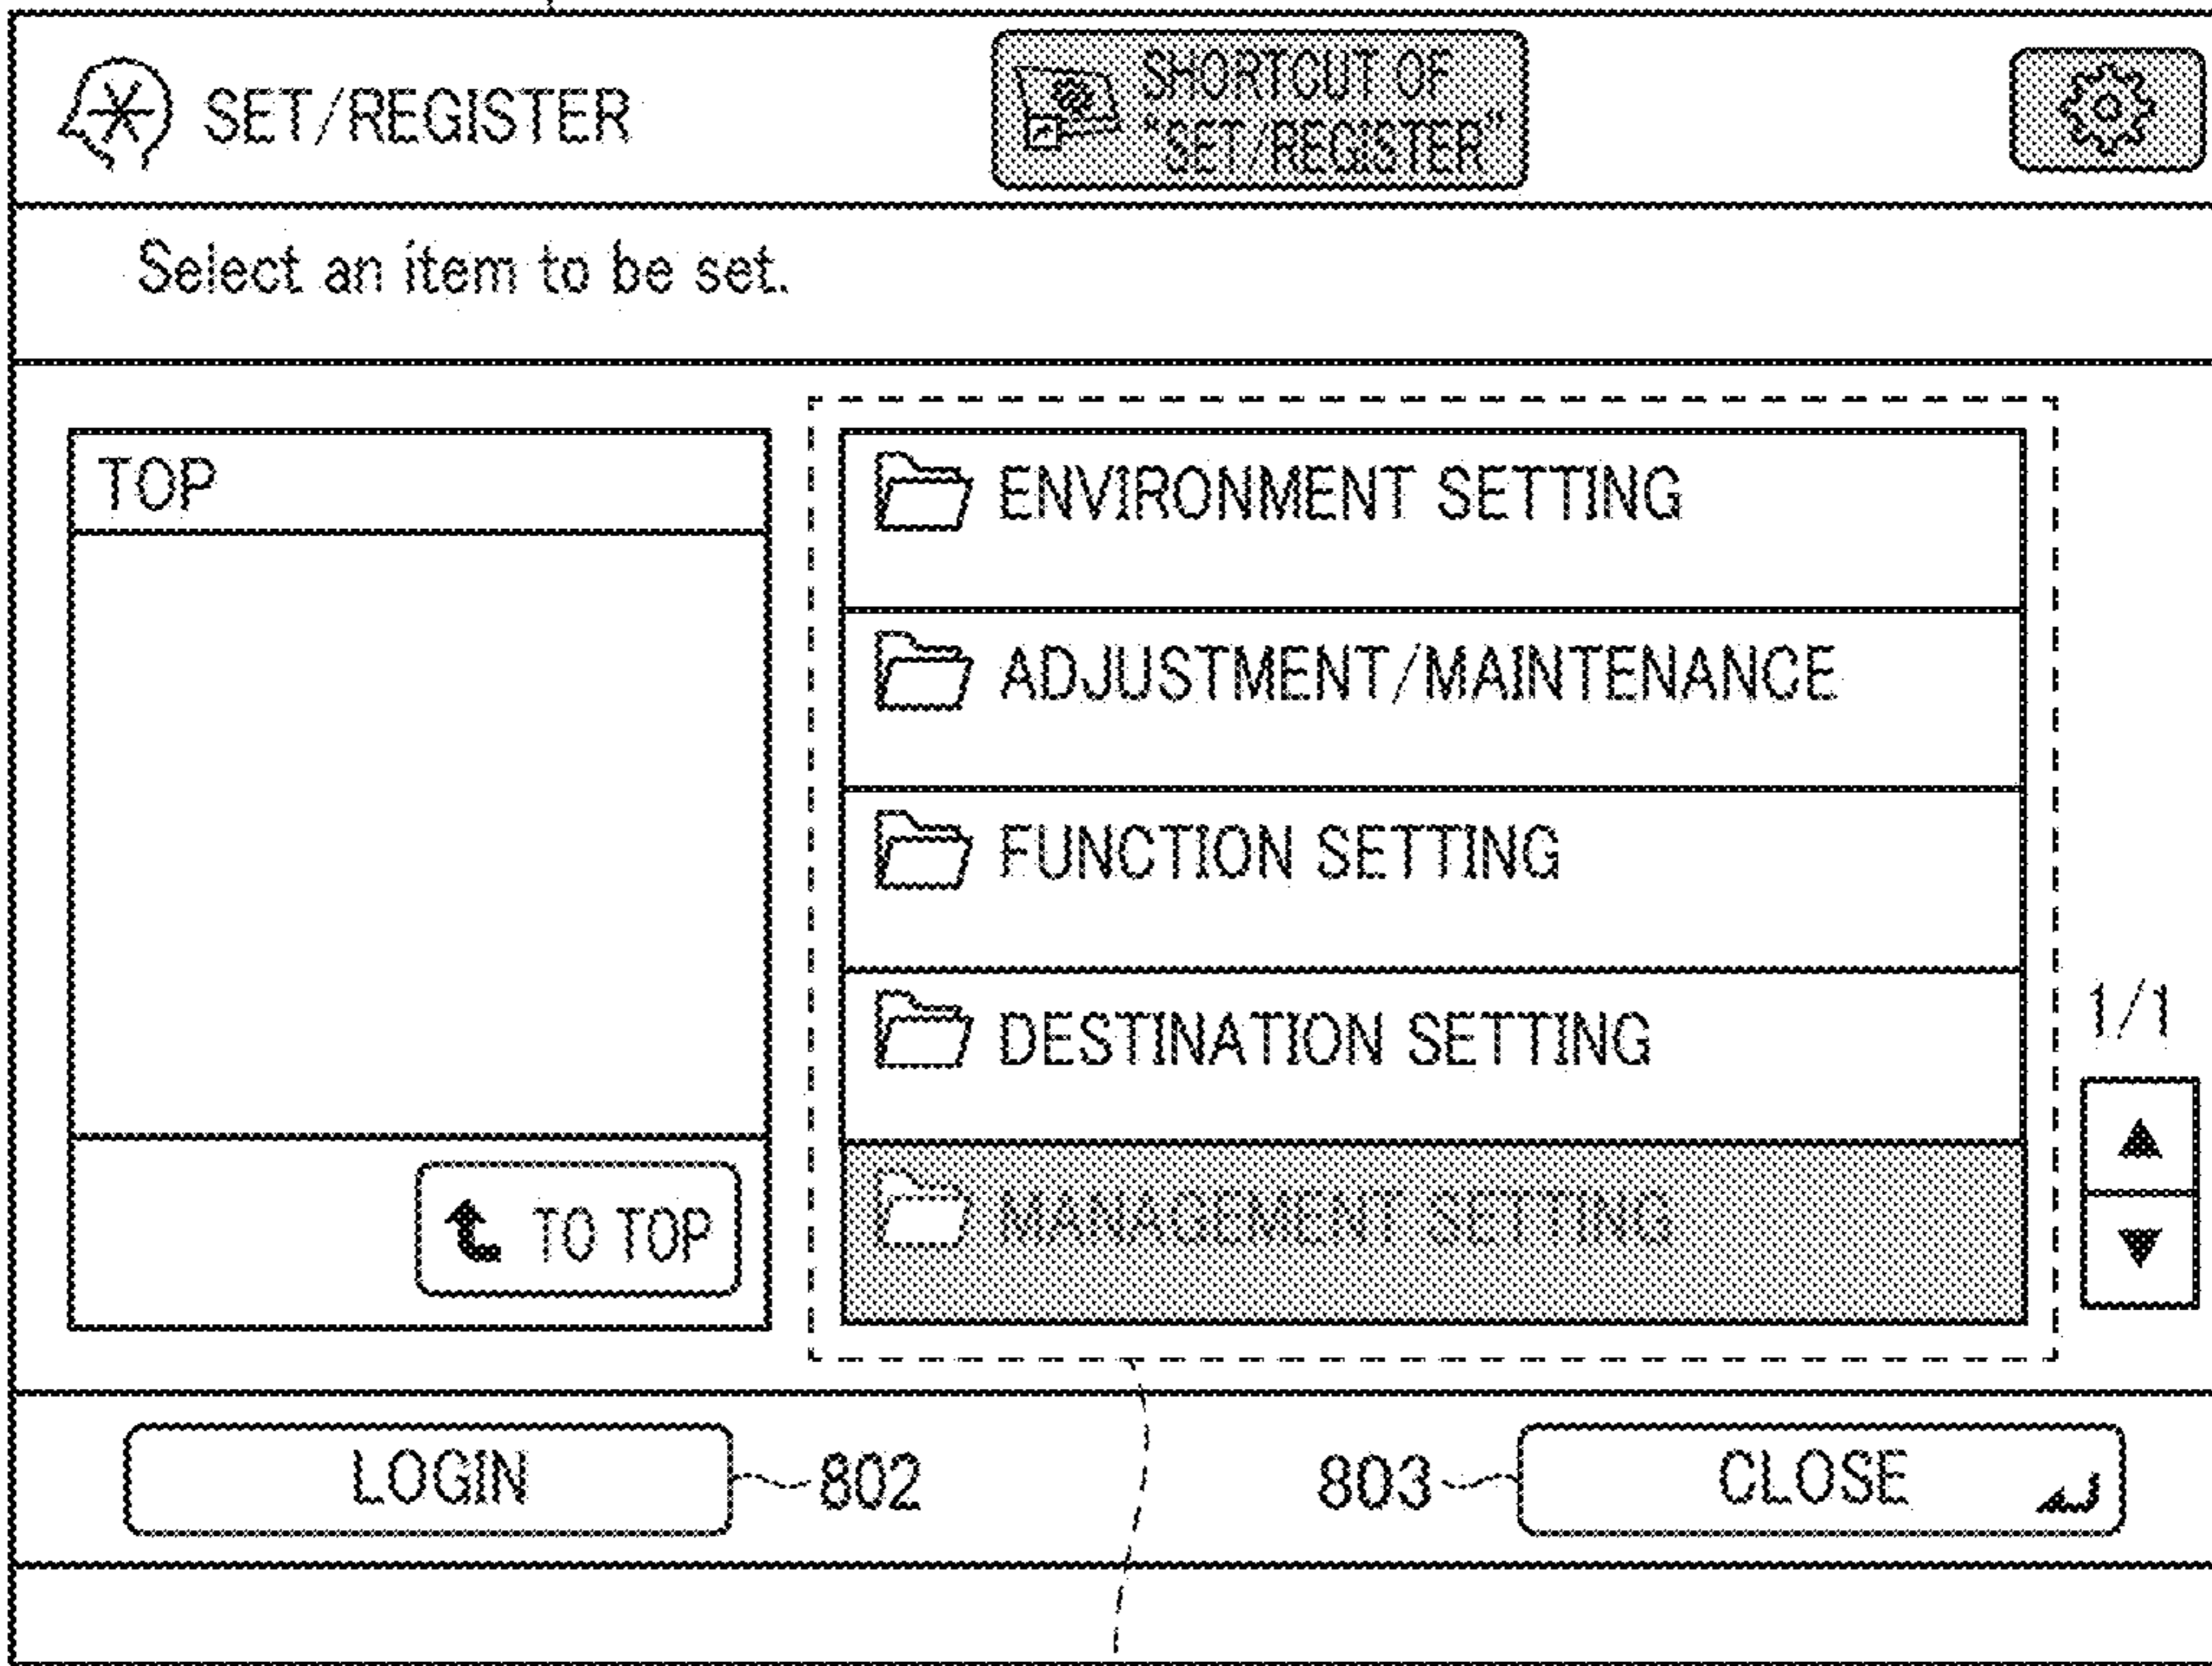 SET/REGISTER
SHORTCUT OF
"SET/REGISTER"
Select an item to be set.
TOP
TO TOP
ENVIRONMENT SETTING
ADJUSTMENT/MAINTENANCE
FUNCTION SETTING
DESTINATION SETTING
MANAGEMENT SETTING
1/1
LOGIN
802
803
CLOSE